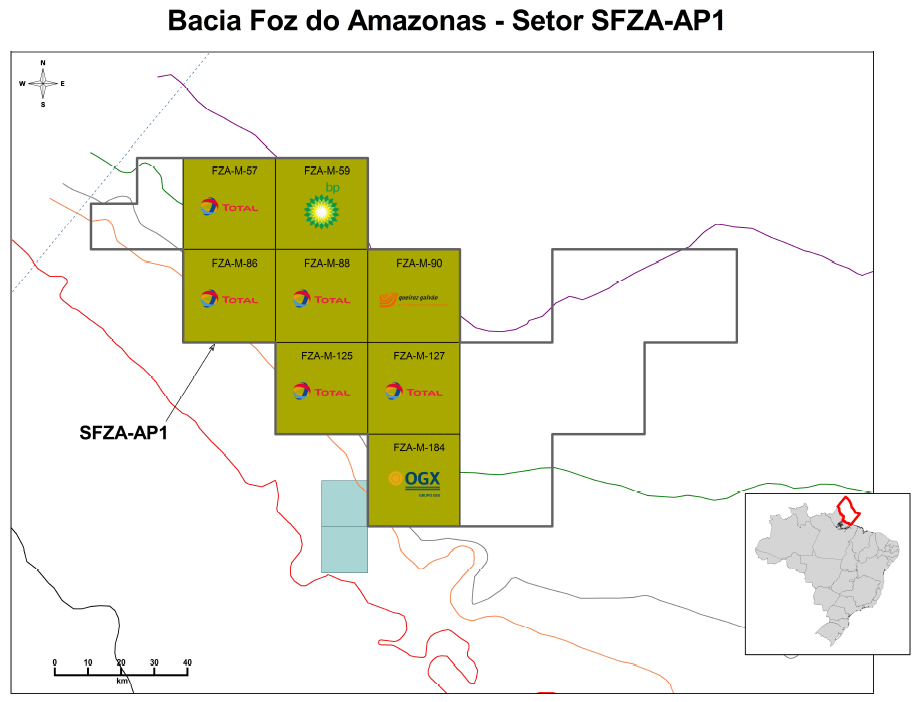 Bacia Foz do Amazonas - Setor SFZA-AP1
N
W E
S
FZA-M-57
TOTAL
FZA-M-59
bp
FZA-M-86
TOTAL
FZA-M-88
TOTAL
FZA-M-90
queiroz galvão
FZA-M-125
TOTAL
FZA-M-127
TOTAL
SFZA-AP1
FZA-M-184
OGX
GRUPO EBX
0 10 20 30 40
km